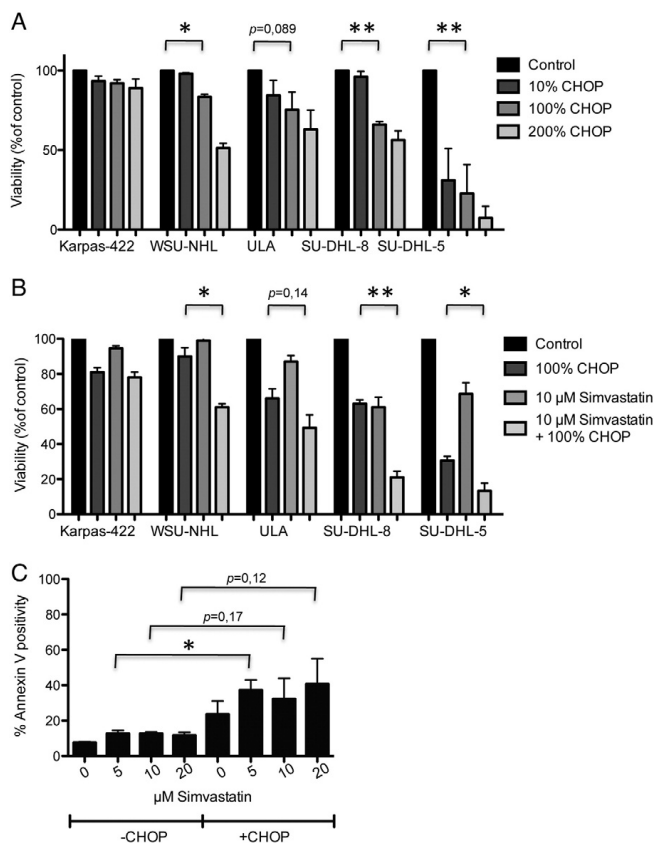 A
*
p=0,089
**
**
Viability (%of control)
100
50
0
Control
10% CHOP
100% CHOP
200% CHOP
Karpas-422 WSU-NHL ULA SU-DHL-8 SU-DHL-5
B
*
p=0,14
**
*
Viability (%of control)
100
80
60
40
20
0
Control
100% CHOP
10 µM Simvastatin
10 µM Simvastatin
+ 100% CHOP
Karpas-422 WSU-NHL ULA SU-DHL-8 SU-DHL-5
C
p=0,12
p=0,17
*
% Annexin V positivity
100
80
60
40
20
0
0 5 10 20 0 5 10 20
µM Simvastatin
-CHOP +CHOP